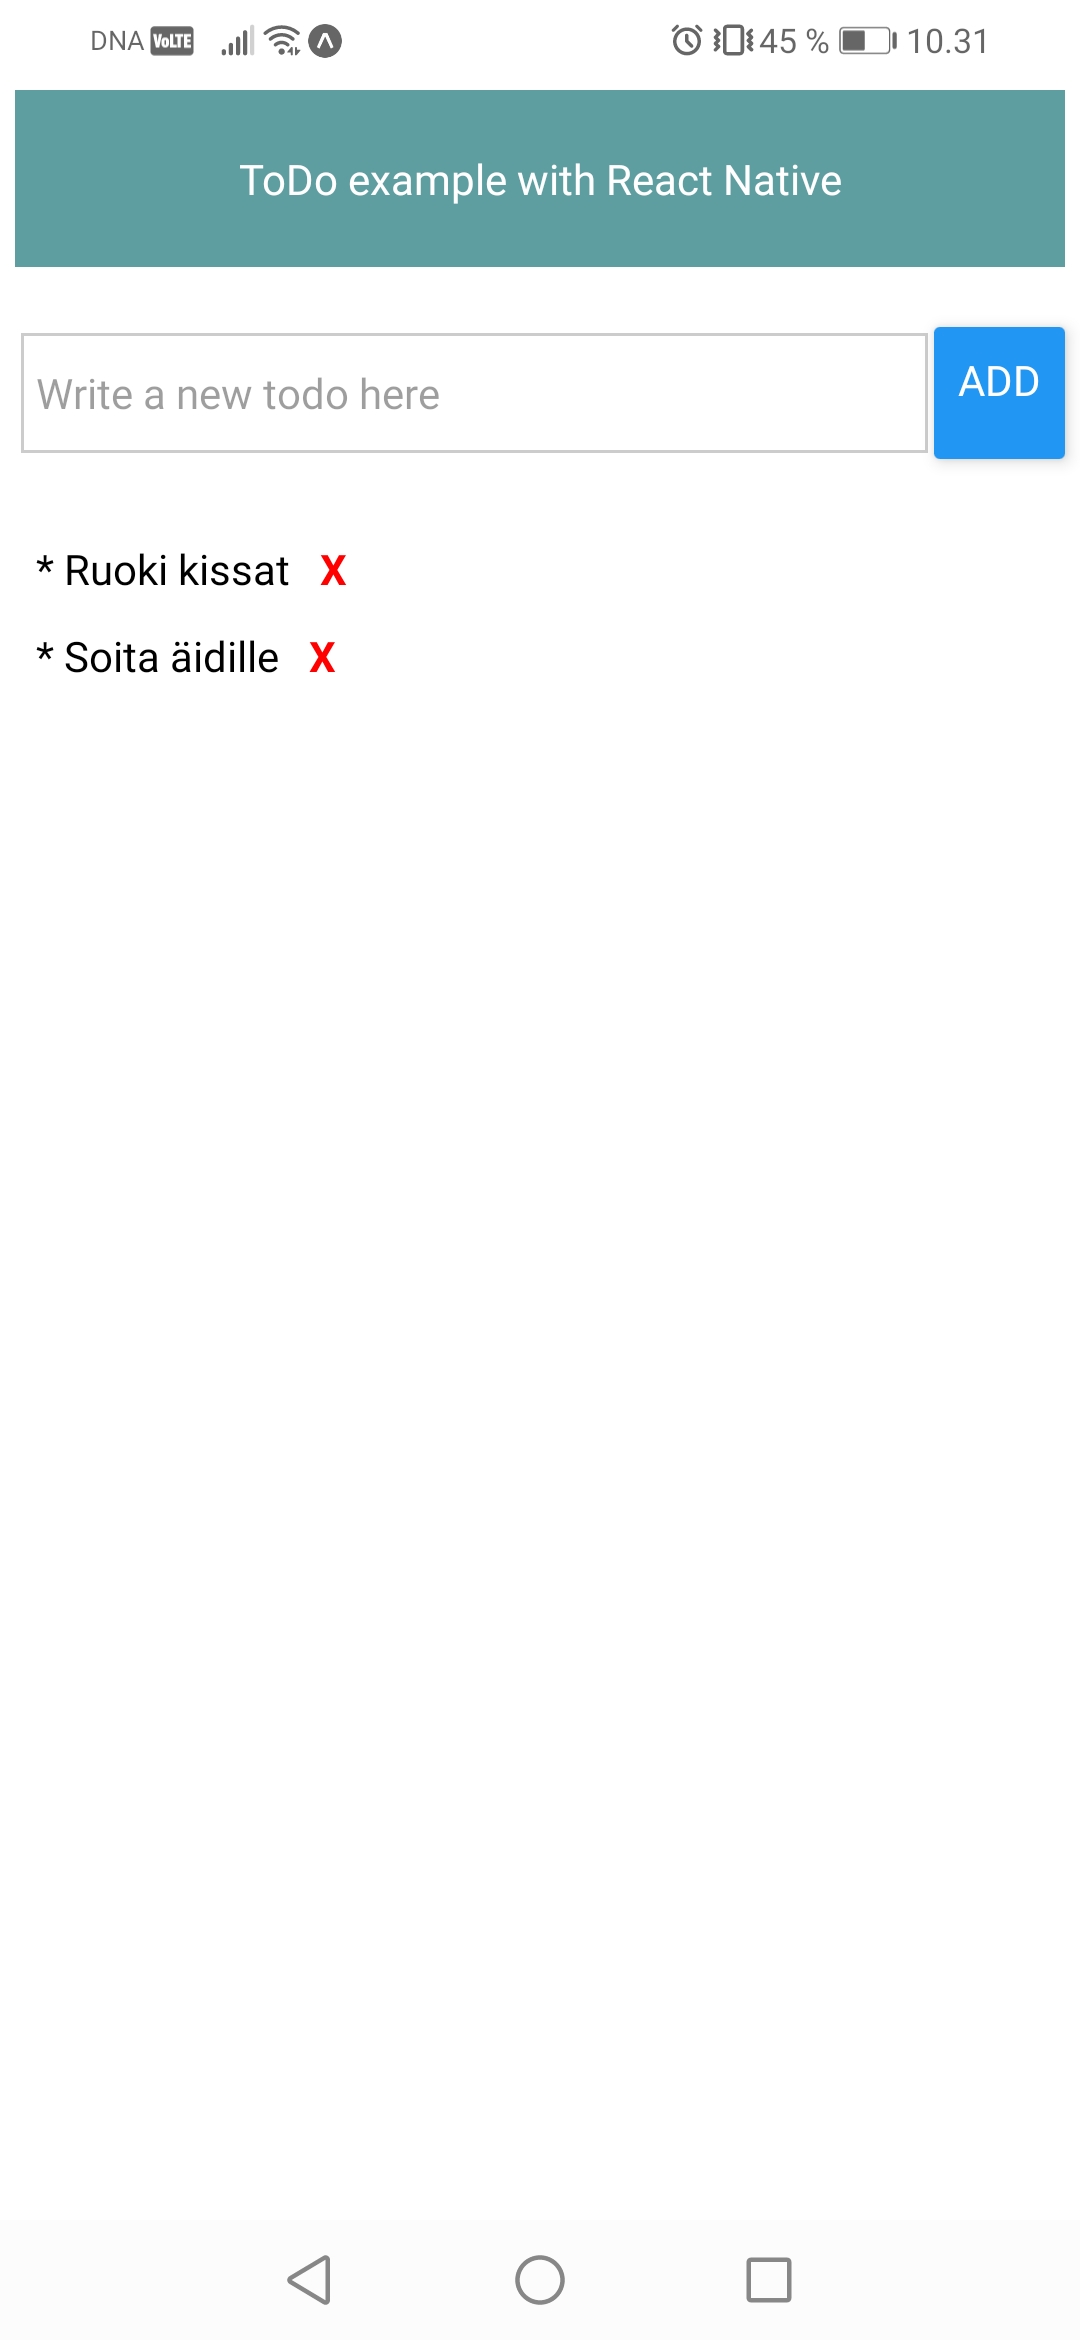 DNA VoLTE 45 % 10.31
ToDo example with React Native
Write a new todo here
ADD
* Ruoki kissat X
* Soita äidille X